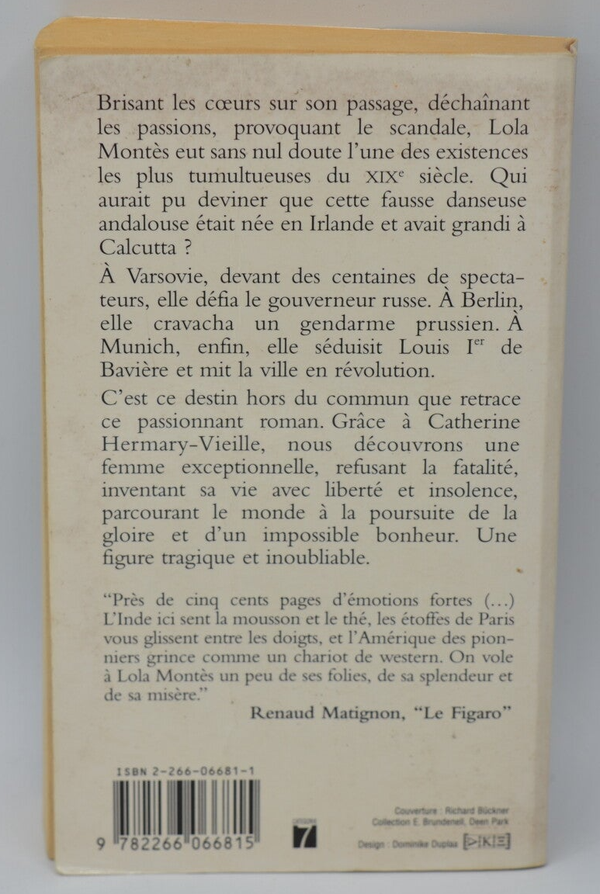 Brisant les cœurs sur son passage, déchaînant
les passions, provoquant le scandale, Lola
Montès eut sans nul doute l'une des existences
les plus tumultueuses du XIXe siècle. Qui
aurait pu deviner que cette fausse danseuse
andalouse était née en Irlande et avait grandi à
Calcutta ?
À Varsovie, devant des centaines de specta-
teurs, elle défia le gouverneur russe. À Berlin,
elle cravacha un gendarme prussien. À
Munich, enfin, elle séduisit Louis Ier de
Bavière et mit la ville en révolution.
C'est ce destin hors du commun que retrace
ce passionnant roman. Grâce à Catherine
Hermary-Vieille, nous découvrons une
femme exceptionnelle, refusant la fatalité,
inventant sa vie avec liberté et insolence,
parcourant le monde à la poursuite de la
gloire et d'un impossible bonheur. Une
figure tragique et inoubliable.
“Près de cinq cents pages d'émotions fortes (...)
L'Inde ici sent la mousson et le thé, les étoffes de Paris
vous glissent entre les doigts, et l'Amérique des pion-
niers grince comme un chariot de western. On vole
à Lola Montès un peu de ses folies, de sa splendeur et
de sa misère.”
Renaud Matignon, “Le Figaro”
ISBN 2-266-06681-1
9 782266 066815
7
Couverture : Richard Bückner
Collection E. Brundenell, Deen Park
Design : Dominike Duplaa